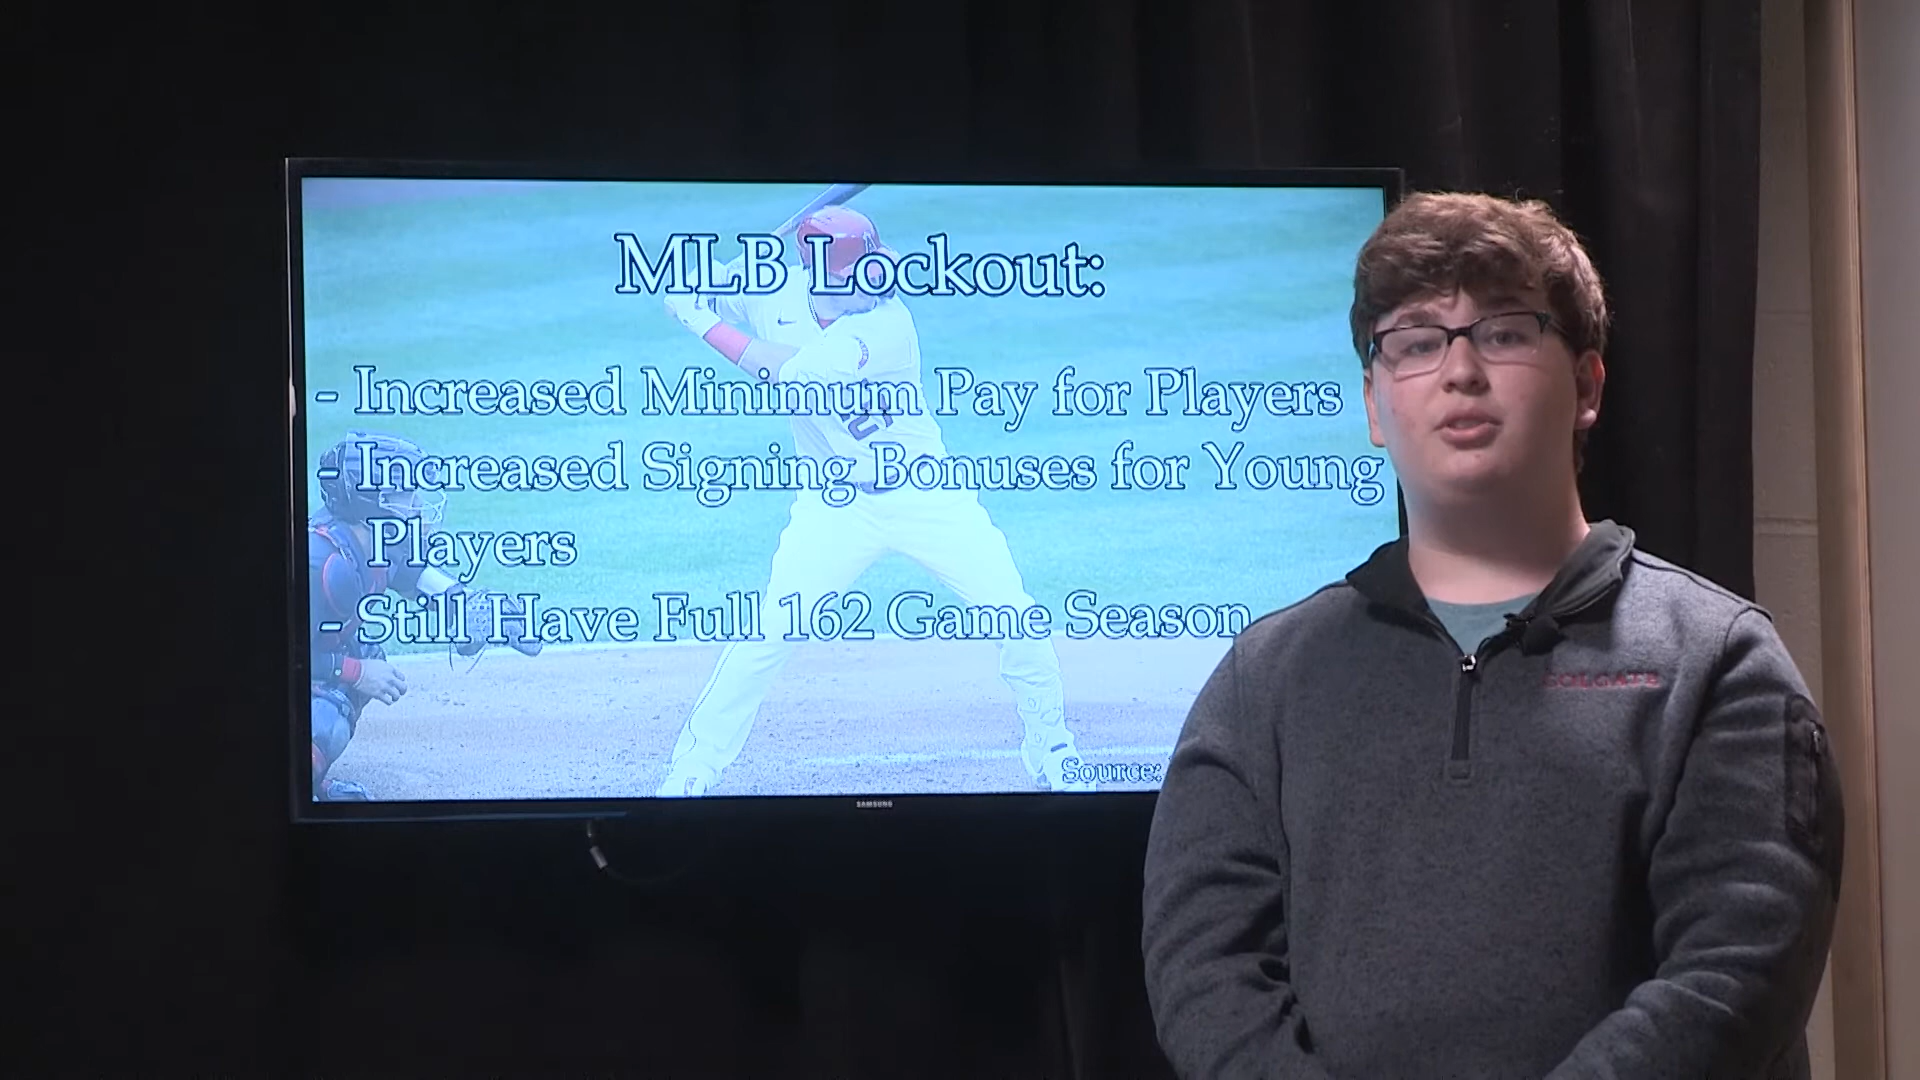 MLB Lockout:
- Increased Minimum Pay for Players
- Increased Signing Bonuses for Young
Players
- Still Have Full 162 Game Season
Source:
SAMSUNG
COLGATE